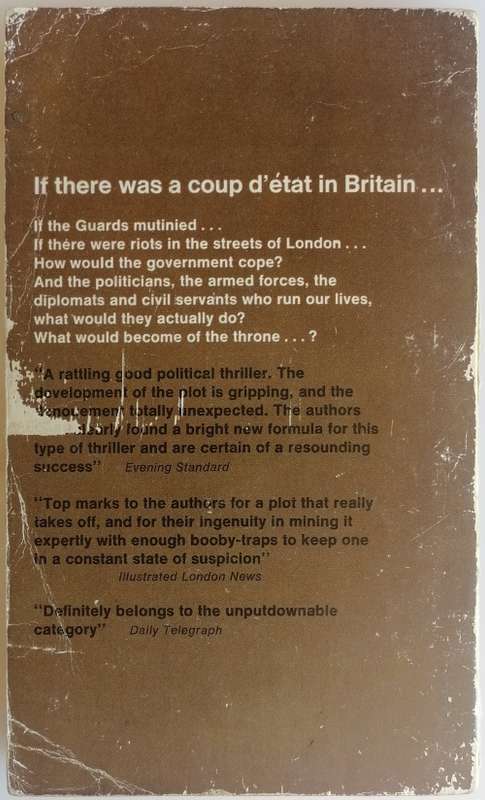 If there was a coup d'état in Britain...
If the Guards mutinied...
If there were riots in the streets of London...
How would the government cope?
And the politicians, the armed forces, the
diplomats and civil servants who run our lives,
what would they actually do?
What would become of the throne...?
"A rattling good political thriller. The
development of the plot is gripping, and the
denouement totally unexpected. The authors
clearly found a bright new formula for this
type of thriller and are certain of a resounding
success" Evening Standard
"Top marks to the authors for a plot that really
takes off, and for their ingenuity in mining it
expertly with enough booby-traps to keep one
in a constant state of suspicion"
Illustrated London News
"Definitely belongs to the unputdownable
category" Daily Telegraph